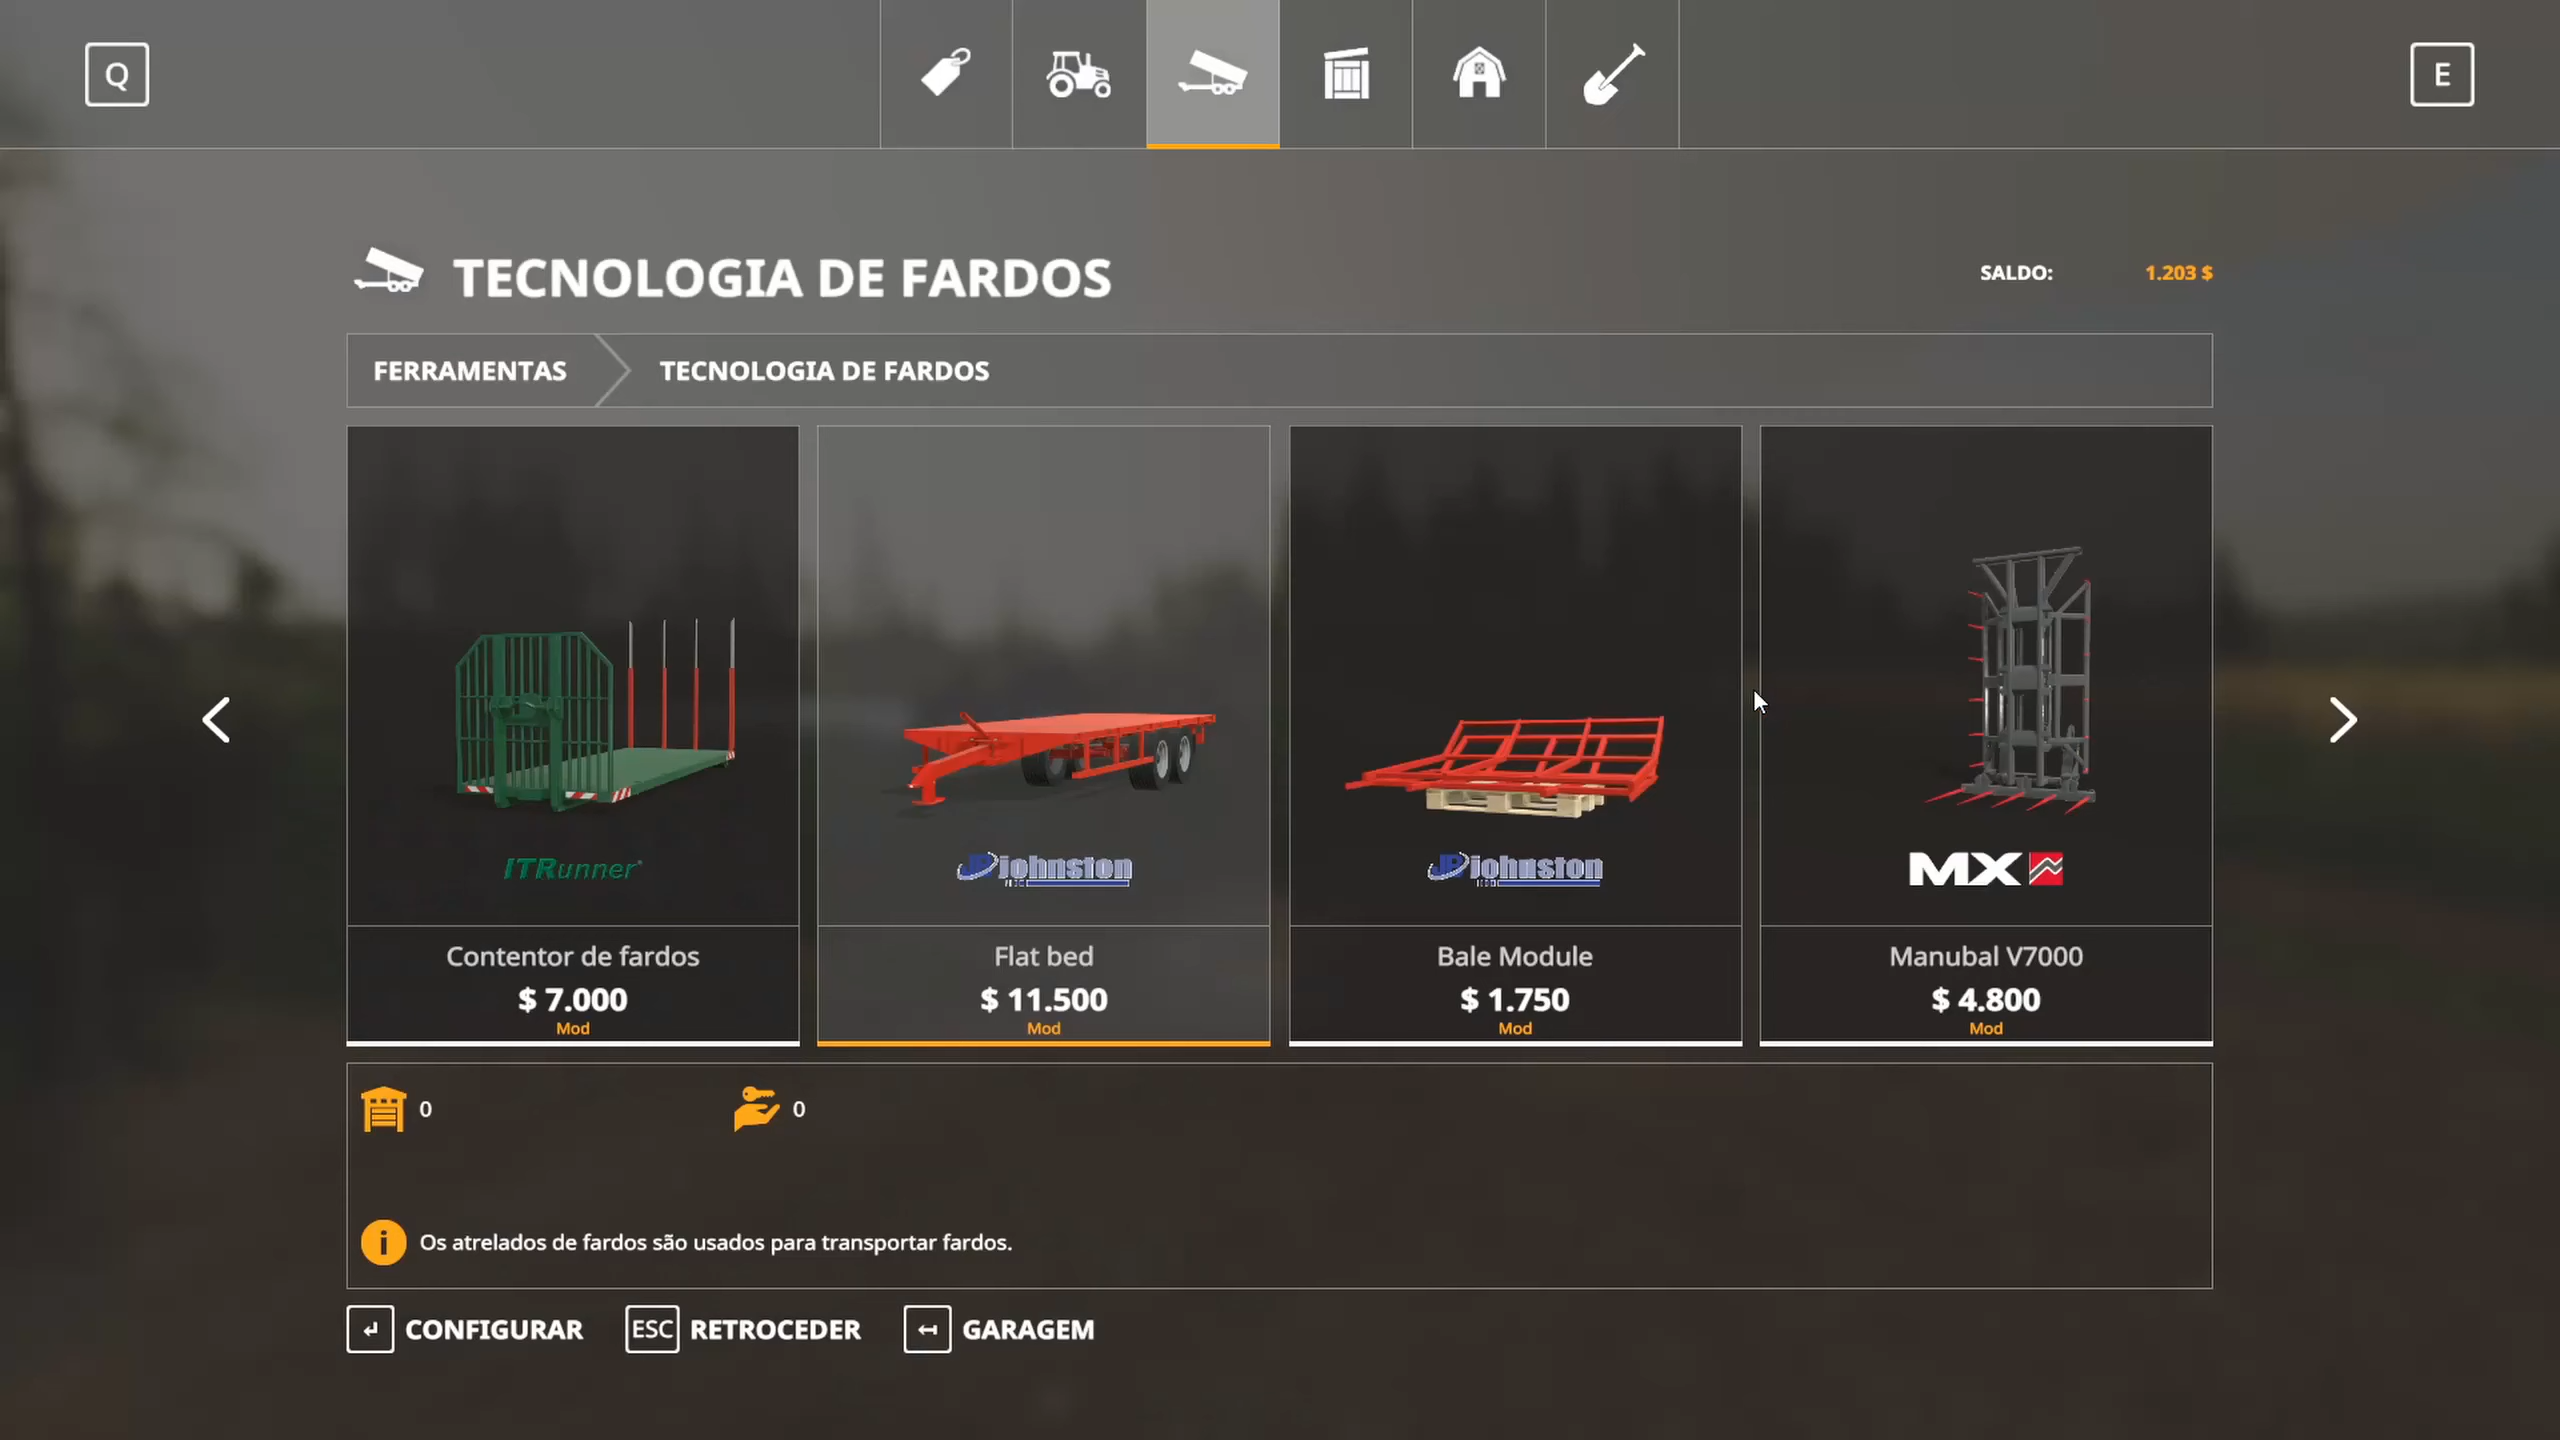 Q
E
TECNOLOGIA DE FARDOS
SALDO: 1.203 $
FERRAMENTAS
TECNOLOGIA DE FARDOS
ITRunner
johnston
johnston
MX
Contentor de fardos
$ 7.000
Mod
Flat bed
$ 11.500
Mod
Bale Module
$ 1.750
Mod
Manubal V7000
$ 4.800
Mod
0
0
i
Os atrelados de fardos são usados para transportar fardos.
CONFIGURAR
ESC RETROCEDER
GARAGEM